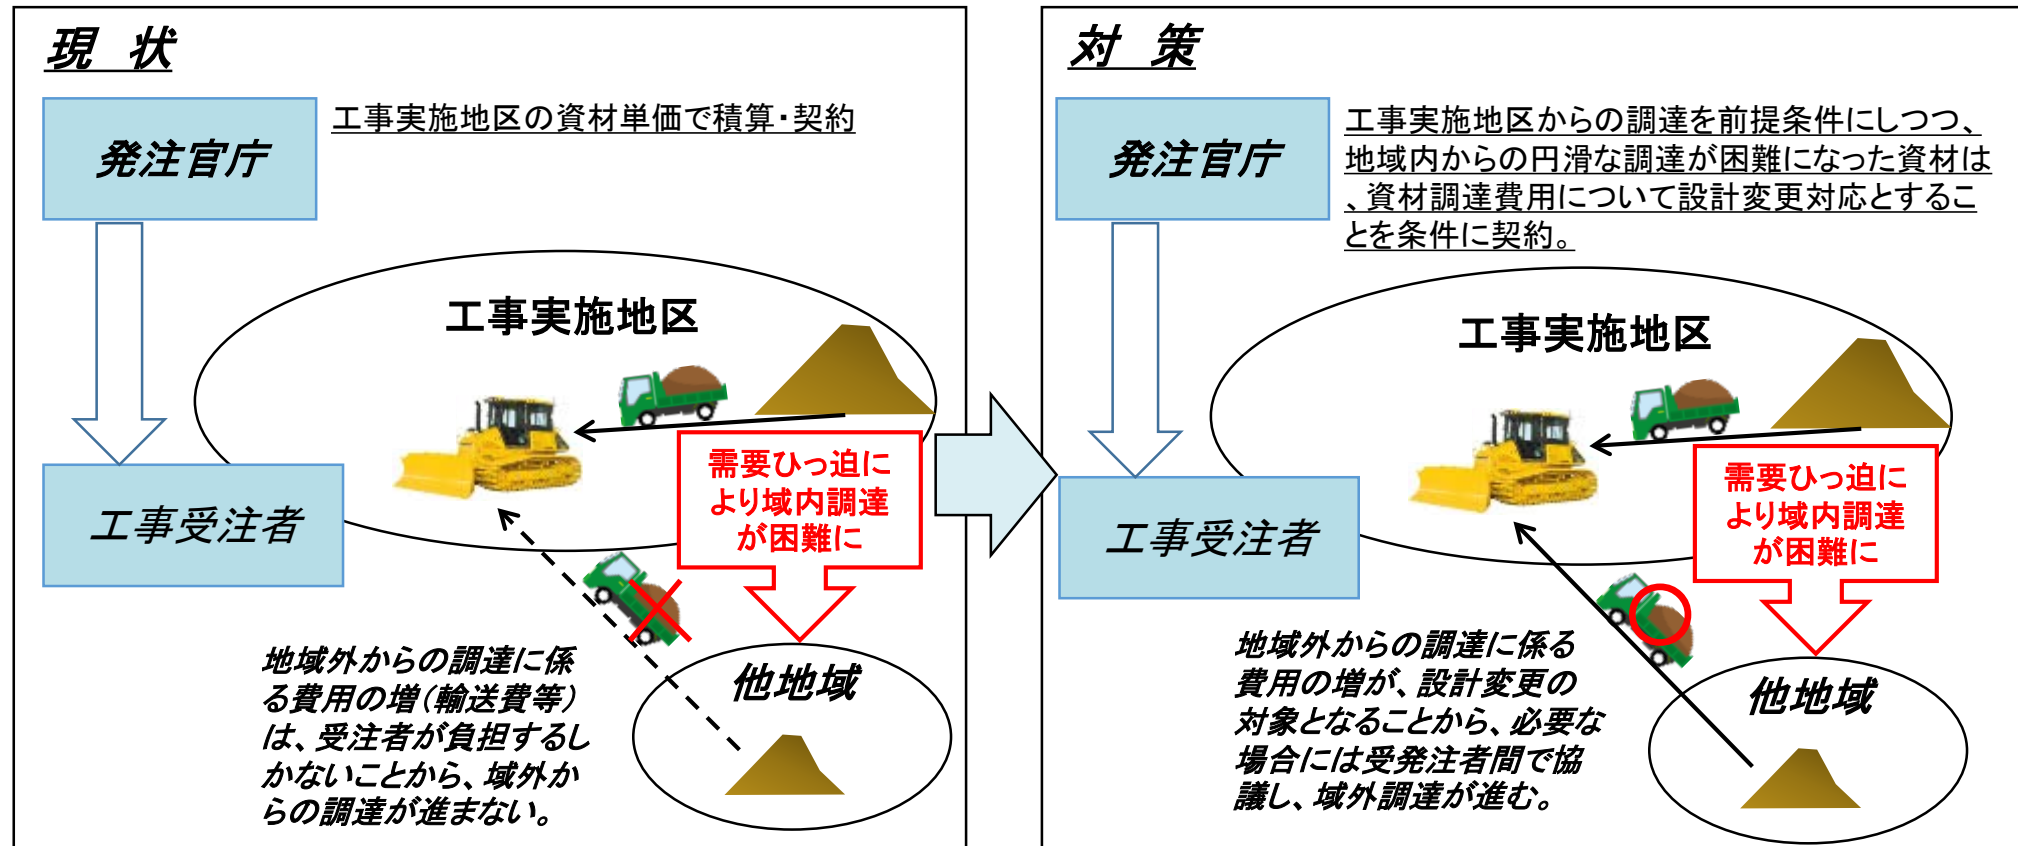 現 状
発注官庁
工事実施地区の資材単価で積算・契約
工事実施地区
工事受注者
需要ひっ迫に
より域内調達
が困難に
地域外からの調達に係
る費用の増（輸送費等）
は、受注者が負担するし
かないことから、域外か
らの調達が進まない。
他地域
対 策
発注官庁
工事実施地区からの調達を前提条件にしつつ、
地域内からの円滑な調達が困難になった資材は
、資材調達費用について設計変更対応とするこ
とを条件に契約。
工事実施地区
工事受注者
需要ひっ迫に
より域内調達
が困難に
地域外からの調達に係る
費用の増が、設計変更の
対象となることから、必要な
場合には受発注者間で協
議し、域外調達が進む。
他地域